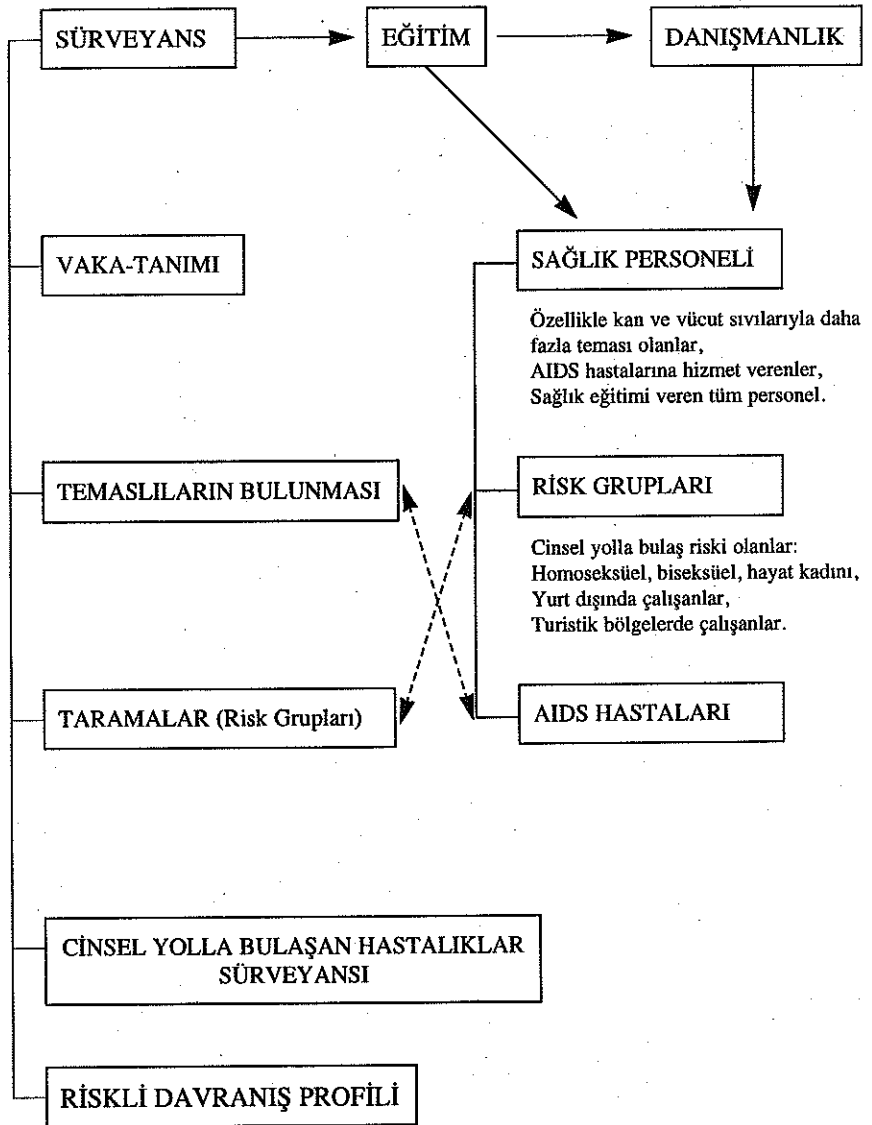 SÜRVEYANS
EĞİTİM
DANIŞMANLIK
VAKA-TANIMI
SAĞLIK PERSONELİ
Özellikle kan ve vücut sıvılarıyla daha
fazla teması olanlar,
AIDS hastalarına hizmet verenler,
Sağlık eğitimi veren tüm personel.
TEMASLILARIN BULUNMASI
RİSK GRUPLARI
Cinsel yolla bulaş riski olanlar:
Homoseksüel, biseksüel, hayat kadını,
Yurt dışında çalışanlar,
Turistik bölgelerde çalışanlar.
TARAMALAR (Risk Grupları)
AIDS HASTALARI
CİNSEL YOLLA BULAŞAN HASTALIKLAR
SÜRVEYANSI
RİSKLİ DAVRANIŞ PROFİLİ